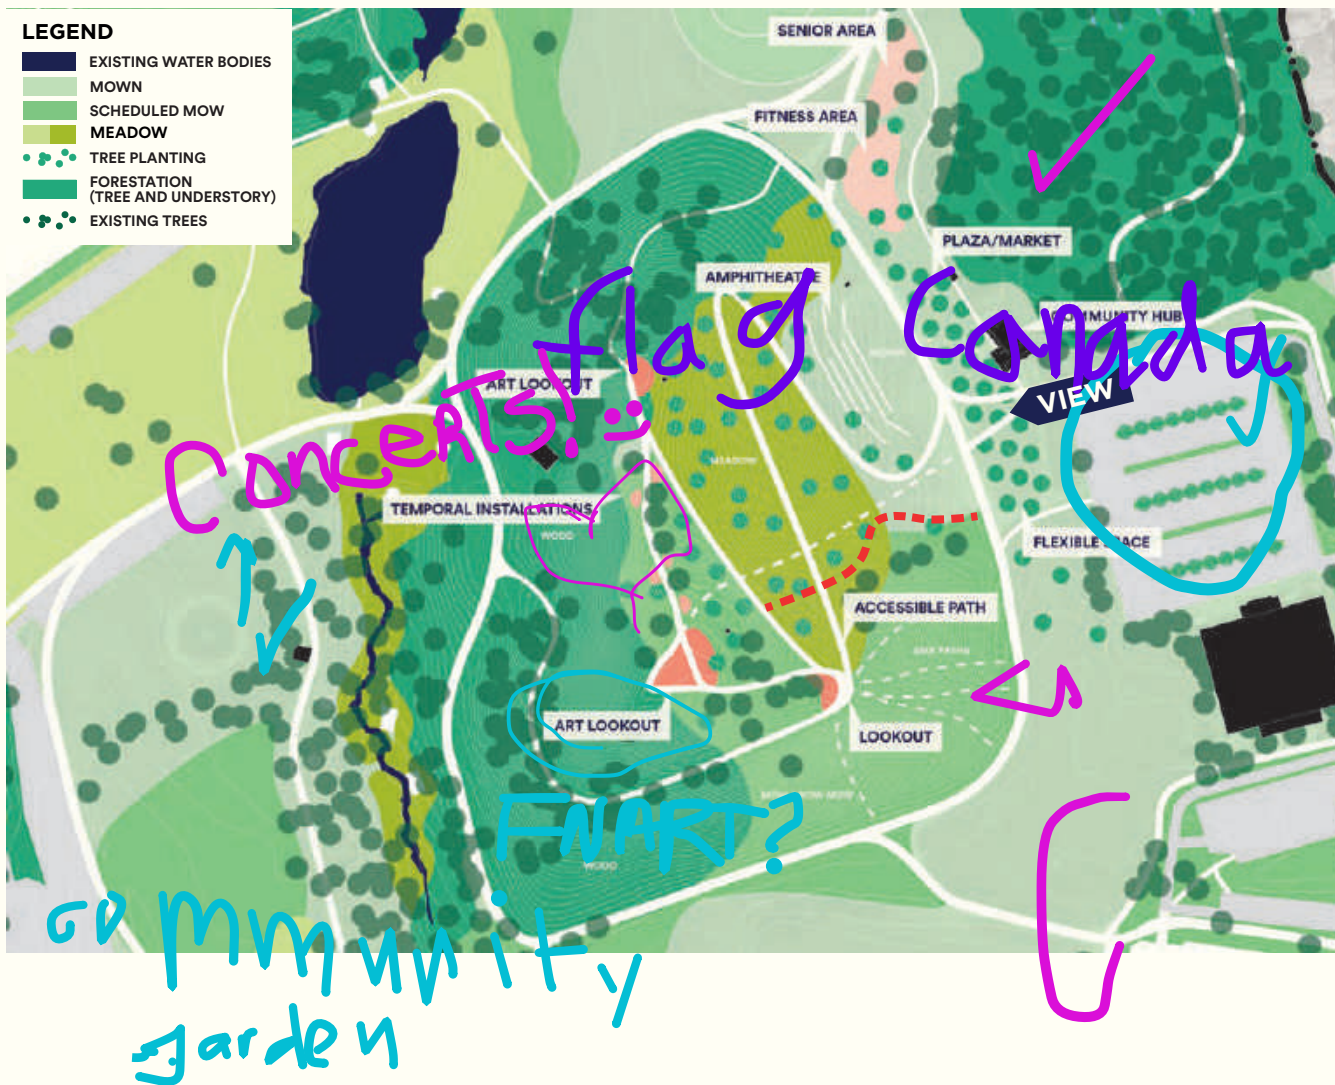 LEGEND
EXISTING WATER BODIES
MOWN
SCHEDULED MOW
MEADOW
TREE PLANTING
FORESTATION
(TREE AND UNDERSTORY)
EXISTING TREES
SENIOR AREA
FITNESS AREA
PLAZA/MARKET
AMPHITHEATRE
COMMUNITY HUB
flag Canada
VIEW
ART LOOKOUT
ConcerTs! :)
MEADOW
TEMPORAL INSTALLATIONS
WOOD
FLEXIBLE SPACE
ACCESSIBLE PATH
ART LOOKOUT
LOOKOUT
FNART?
WOOD
community
garden